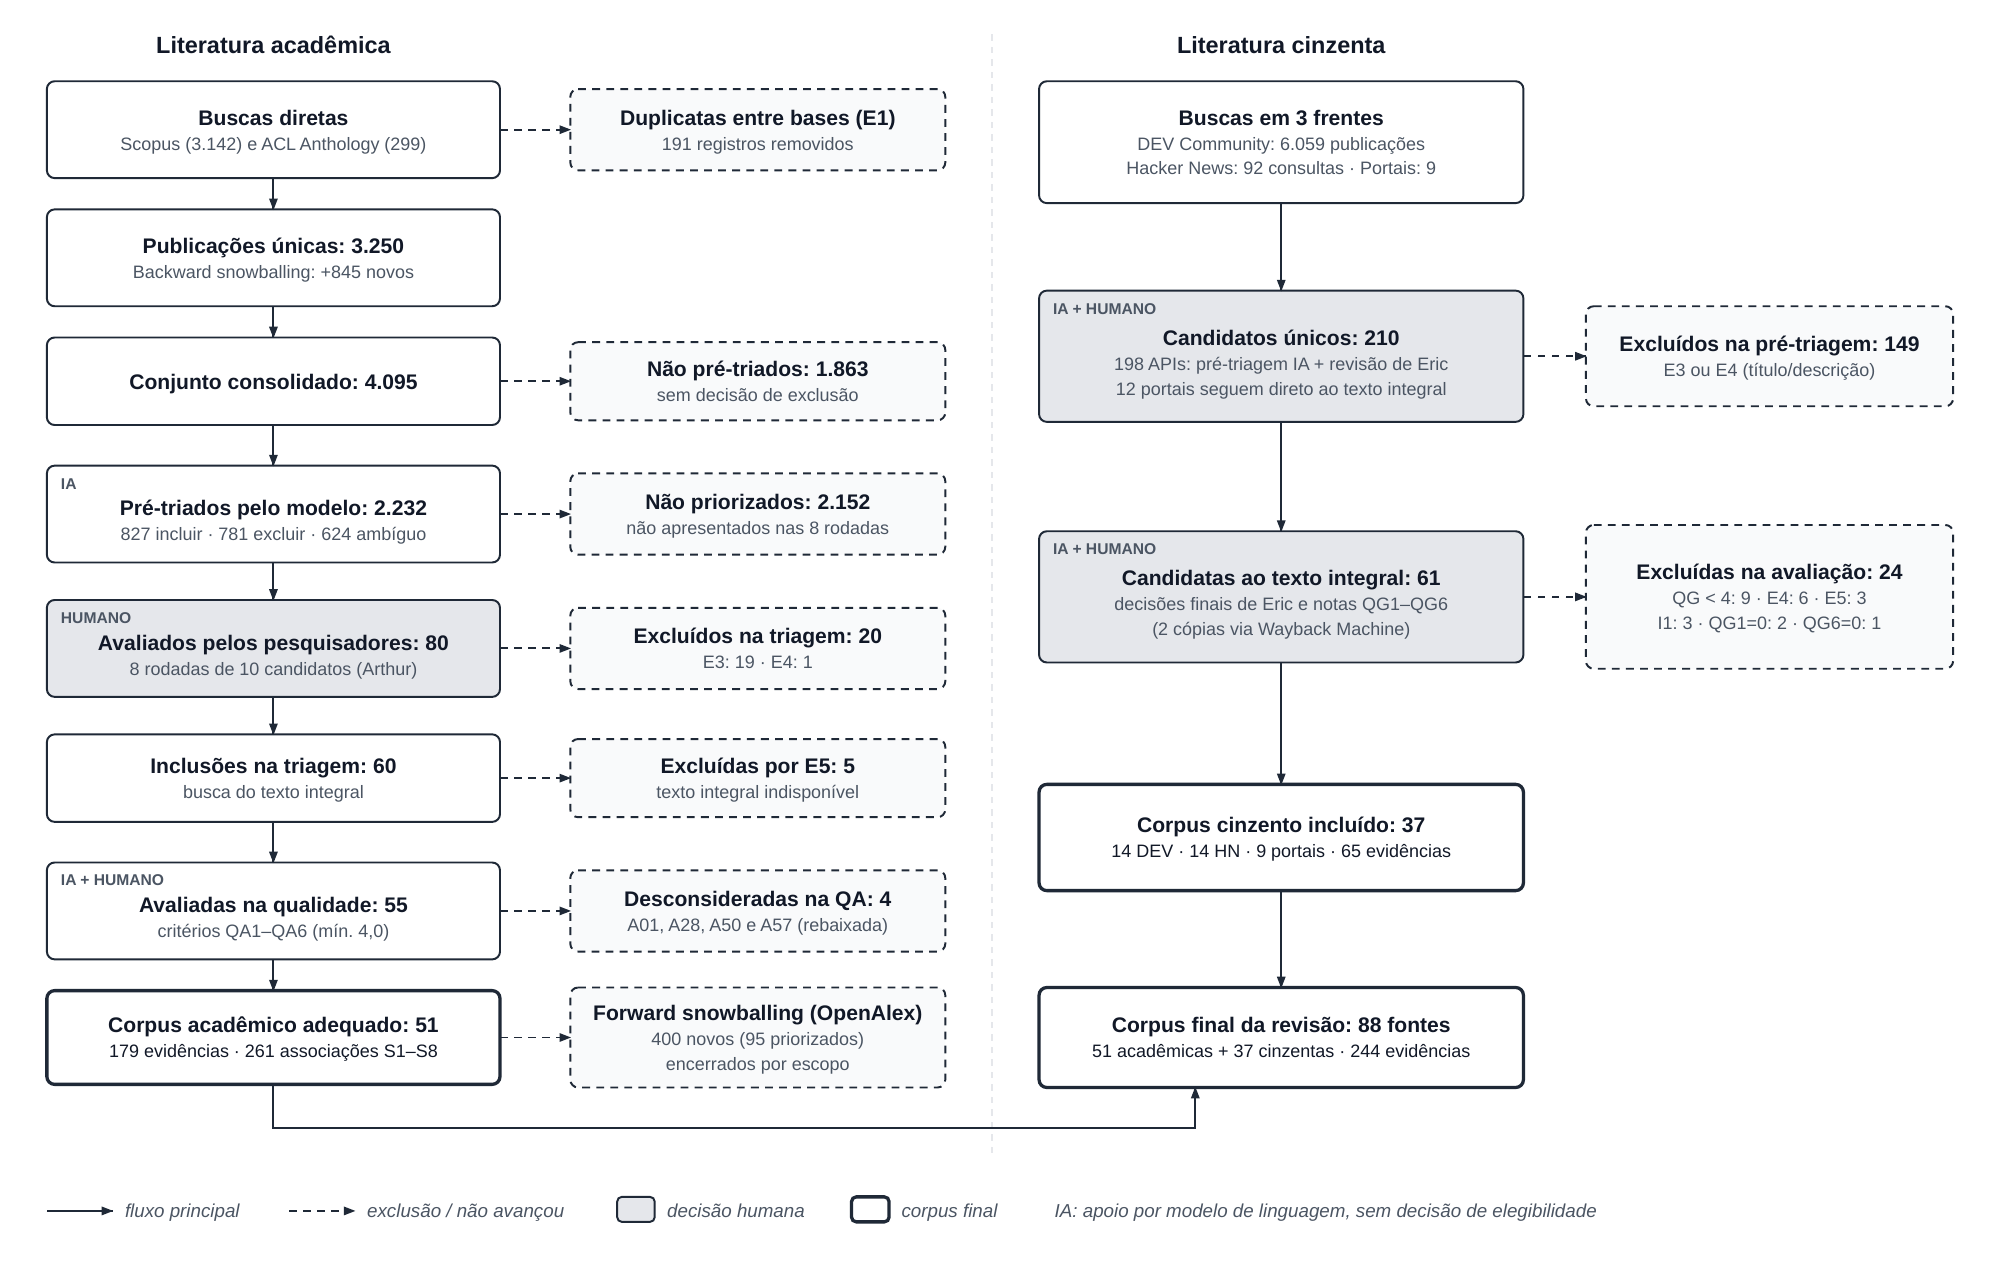 Literatura acadêmica
Buscas diretas
Scopus (3.142) e ACL Anthology (299)
Duplicatas entre bases (E1)
191 registros removidos
Publicações únicas: 3.250
Backward snowballing: +845 novos
Conjunto consolidado: 4.095
Não pré-triados: 1.863
sem decisão de exclusão
IA
Pré-triados pelo modelo: 2.232
827 incluir · 781 excluir · 624 ambíguo
Não priorizados: 2.152
não apresentados nas 8 rodadas
HUMANO
Avaliados pelos pesquisadores: 80
8 rodadas de 10 candidatos (Arthur)
Excluídos na triagem: 20
E3: 19 · E4: 1
Inclusões na triagem: 60
busca do texto integral
Excluídas por E5: 5
texto integral indisponível
IA + HUMANO
Avaliadas na qualidade: 55
critérios QA1–QA6 (mín. 4,0)
Desconsideradas na QA: 4
A01, A28, A50 e A57 (rebaixada)
Corpus acadêmico adequado: 51
179 evidências · 261 associações S1–S8
Forward snowballing (OpenAlex)
400 novos (95 priorizados)
encerrados por escopo
Literatura cinzenta
Buscas em 3 frentes
DEV Community: 6.059 publicações
Hacker News: 92 consultas · Portais: 9
IA + HUMANO
Candidatos únicos: 210
198 APIs: pré-triagem IA + revisão de Eric
12 portais seguem direto ao texto integral
Excluídos na pré-triagem: 149
E3 ou E4 (título/descrição)
IA + HUMANO
Candidatas ao texto integral: 61
decisões finais de Eric e notas QG1–QG6
(2 cópias via Wayback Machine)
Excluídas na avaliação: 24
QG < 4: 9 · E4: 6 · E5: 3
I1: 3 · QG1=0: 2 · QG6=0: 1
Corpus cinzento incluído: 37
14 DEV · 14 HN · 9 portais · 65 evidências
Corpus final da revisão: 88 fontes
51 acadêmicas + 37 cinzentas · 244 evidências
fluxo principal
exclusão / não avançou
decisão humana
corpus final
IA: apoio por modelo de linguagem, sem decisão de elegibilidade